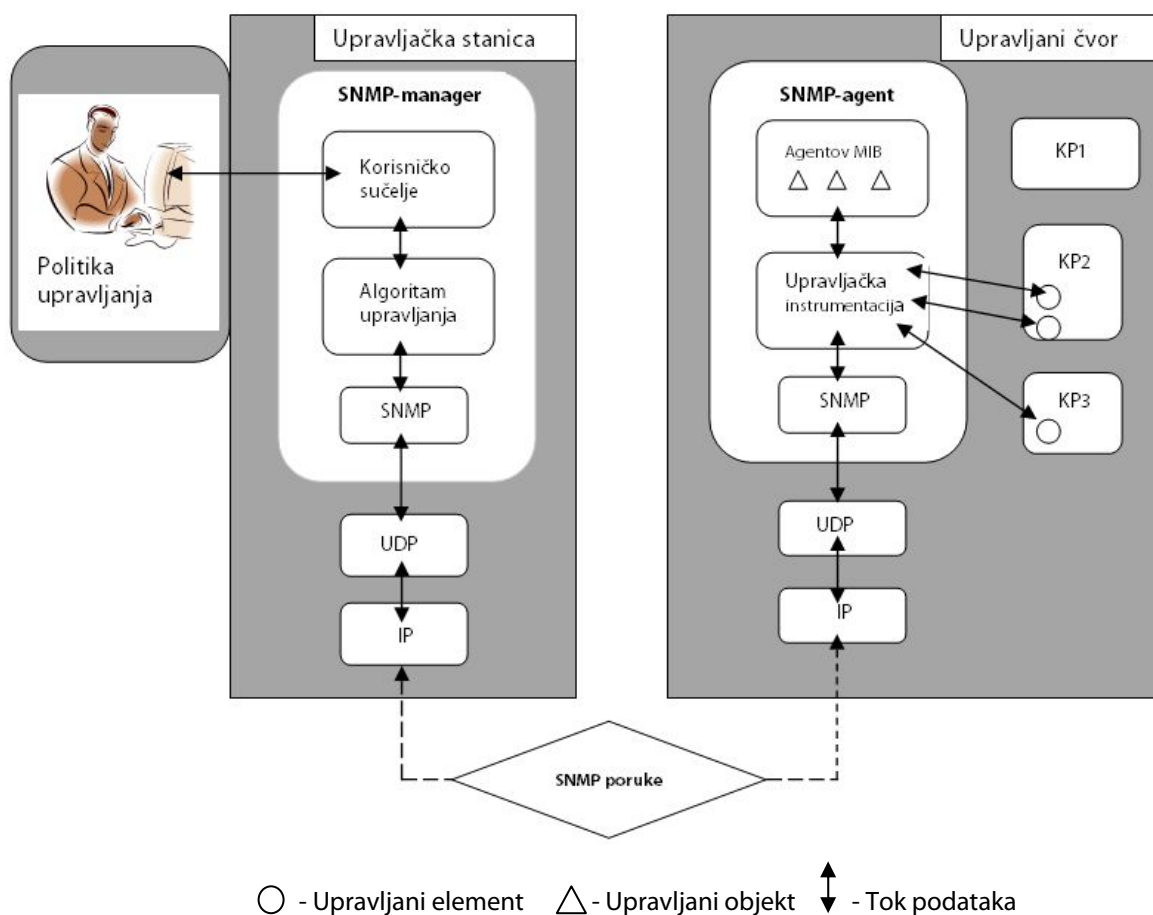 Upravljačka stanica
Politika
upravljanja
SNMP-manager
Korisničko
sučelje
Algoritam
upravljanja
SNMP
UDP
IP
Upravljani čvor
SNMP-agent
Agentov MIB
Upravljačka
instrumentacija
SNMP
UDP
IP
KP1
KP2
KP3
SNMP poruke
- Upravljani element
- Upravljani objekt
- Tok podataka